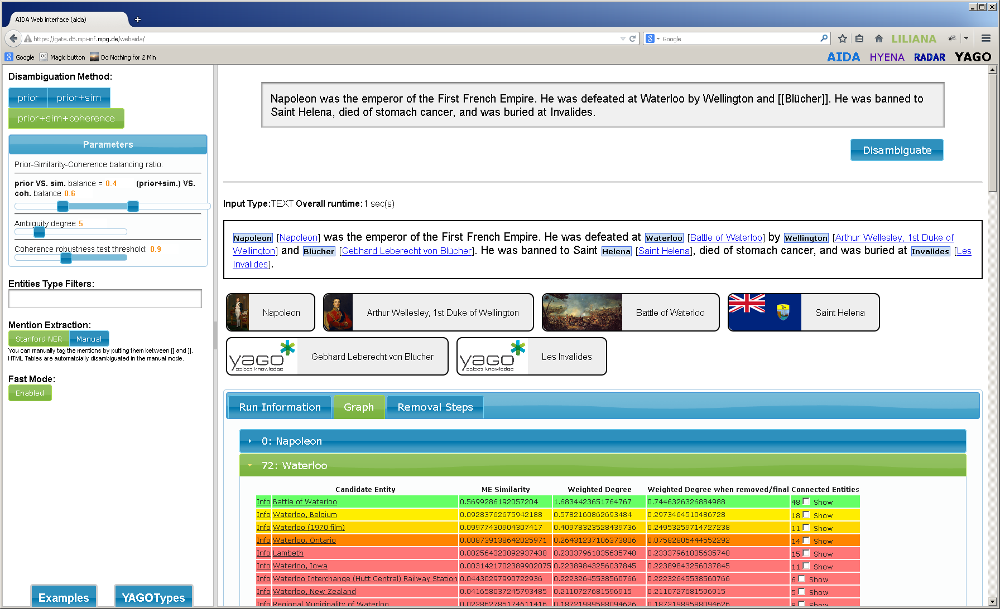 AIDA Web interface (aida)
https://gate.d5.mpi-inf.mpg.de/webaida/
Google
LILIANA
Google Magic button Do Nothing for 2 Min
AIDA HYENA RADAR YAGO
Disambiguation Method:
prior prior+sim
prior+sim+coherence
Parameters
Prior-Similarity-Coherence balancing ratio:
prior VS. sim. balance = 0.4 (prior+sim.) VS.
coh. balance 0.6
Ambiguity degree 5
Coherence robustness test threshold: 0.9
Entities Type Filters:
Mention Extraction:
Stanford NER Manual
You can manually tag the mentions by putting them between [[ and ]].
HTML Tables are automatcially disambiguated in the manual mode.
Fast Mode:
Enabled
Examples YAGOTypes
Napoleon was the emperor of the First French Empire. He was defeated at Waterloo by Wellington and [[Blücher]]. He was banned to
Saint Helena, died of stomach cancer, and was buried at Invalides.
Disambiguate
Input Type:TEXT Overall runtime:1 sec(s)
Napoleon [Napoleon] was the emperor of the First French Empire. He was defeated at Waterloo [Battle of Waterloo] by Wellington [Arthur Wellesley, 1st Duke of
Wellington] and Blücher [Gebhard Leberecht von Blücher]. He was banned to Saint Helena [Saint Helena], died of stomach cancer, and was buried at Invalides [Les
Invalides].
Napoleon
Arthur Wellesley, 1st Duke of Wellington
Battle of Waterloo
Saint Helena
yago
select knowledge
Gebhard Leberecht von Blücher
yago
select knowledge
Les Invalides
Run Information Graph Removal Steps
0: Napoleon
72: Waterloo
Candidate Entity ME Similarity Weighted Degree Weighted Degree when removed/final Connected Entities
Info Battle of Waterloo 0.5699286192057204 1.6834423651764767 0.7446326884988 48 Show
Info Waterloo, Belgium 0.09283762675942188 0.5782160862693484 0.2973464510486728 18 Show
Info Waterloo (1970 film) 0.09977430904307417 0.40978323528439736 0.24953259714727238 11 Show
Info Waterloo, Ontario 0.008739138642025971 0.26431237106373806 0.07582806444552292 14 Show
Info Lambeth 0.002564323892937438 0.23337961835635748 0.23337961835635748 15 Show
Info Waterloo, Iowa 0.0031421702389902075 0.22389843256037845 0.22389843256037845 11 Show
Info Waterloo Interchange (Hutt Central) Railway Station 0.04430297990722936 0.22232645538560766 0.22232645538560766 6 Show
Info Waterloo, New Zealand 0.041658037245793485 0.2110727681596915 0.2110727681596915 5 Show
Info Regional Municipality of Waterloo 0.022862785174611416 0.18721989588094626 0.18721989588094626 8 Show